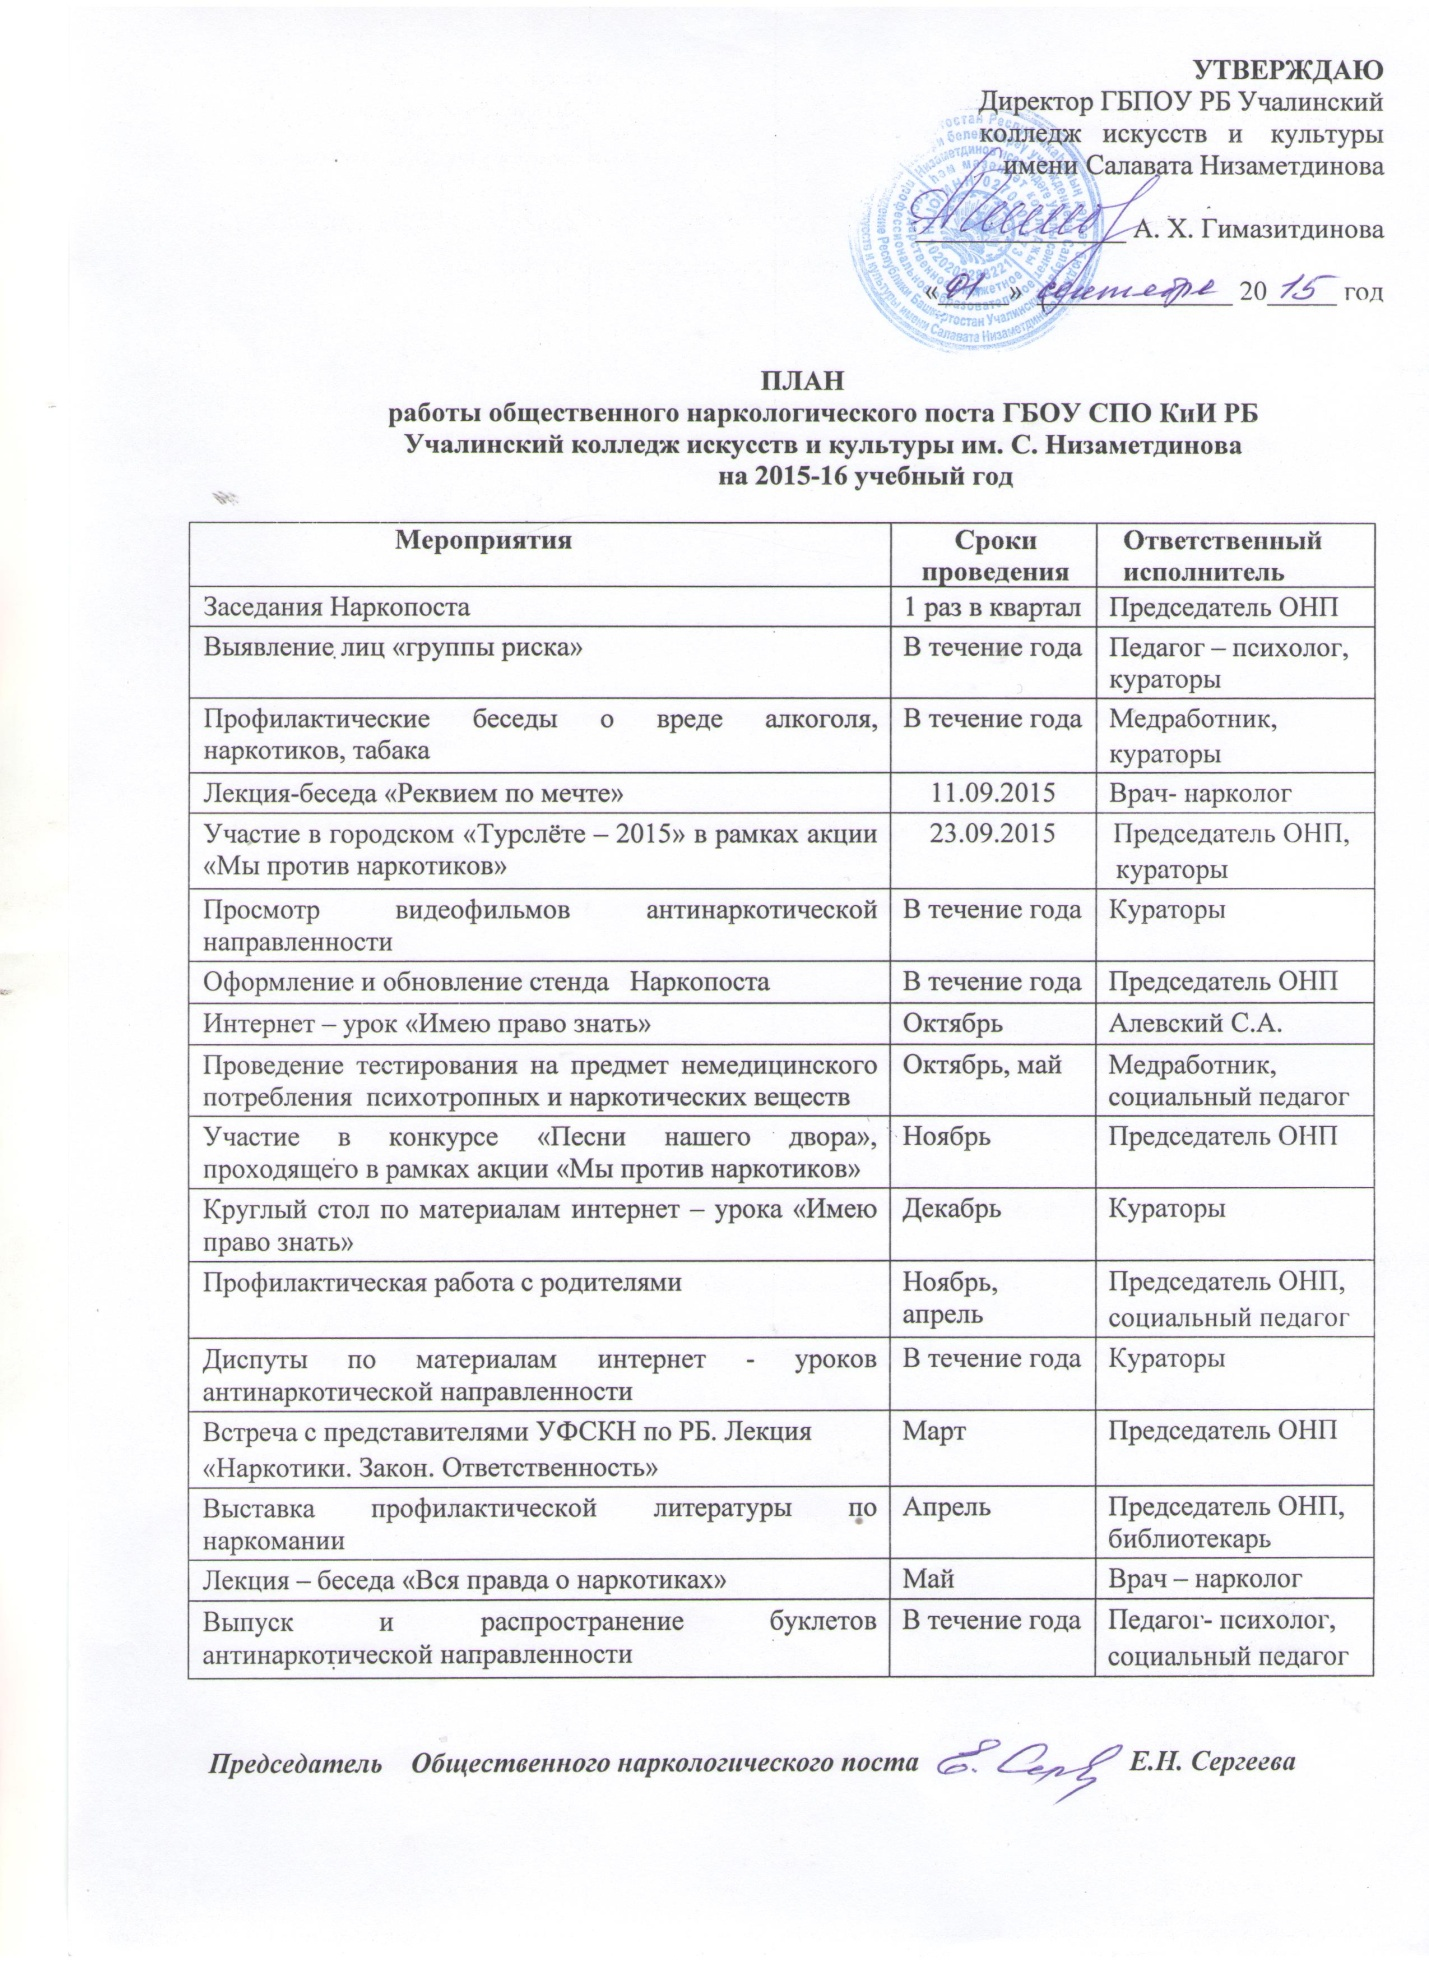 УТВЕРЖДАЮ
Директор ГБПОУ РБ Учалинский
колледж искусств и культуры
имени Салавата Низаметдинова
А. Х. Гимазитдинова
« 01 » сентября 20 15 год
ПЛАН
работы общественного наркологического поста ГБОУ СПО КиИ РБ
Учалинский колледж искусств и культуры им. С. Низаметдинова
на 2015-16 учебный год
Мероприятия Сроки проведения Ответственный исполнитель
Заседания Наркопоста 1 раз в квартал Председатель ОНП
Выявление лиц «группы риска» В течение года Педагог – психолог,
кураторы
Профилактические беседы о вреде алкоголя, В течение года Медработник,
наркотиков, табака кураторы
Лекция-беседа «Реквием по мечте» 11.09.2015 Врач- нарколог
Участие в городском «Турслёте – 2015» в рамках акции 23.09.2015 Председатель ОНП,
«Мы против наркотиков» кураторы
Просмотр видеофильмов антинаркотической В течение года Кураторы
направленности
Оформление и обновление стенда Наркопоста В течение года Председатель ОНП
Интернет – урок «Имею право знать» Октябрь Алевский С.А.
Проведение тестирования на предмет немедицинского Октябрь, май Медработник,
потребления психотропных и наркотических веществ социальный педагог
Участие в конкурсе «Песни нашего двора», Ноябрь Председатель ОНП
проходящего в рамках акции «Мы против наркотиков»
Круглый стол по материалам интернет – урока «Имею Декабрь Кураторы
право знать»
Профилактическая работа с родителями Ноябрь, Председатель ОНП,
апрель социальный педагог
Диспуты по материалам интернет - уроков В течение года Кураторы
антинаркотической направленности
Встреча с представителями УФСКН по РБ. Лекция Март Председатель ОНП
«Наркотики. Закон. Ответственность»
Выставка профилактической литературы по Апрель Председатель ОНП,
наркомании библиотекарь
Лекция – беседа «Вся правда о наркотиках» Май Врач – нарколог
Выпуск и распространение буклетов В течение года Педагог- психолог,
антинаркотической направленности социальный педагог
Председатель Общественного наркологического поста Е. Сер Е.Н. Сергеева